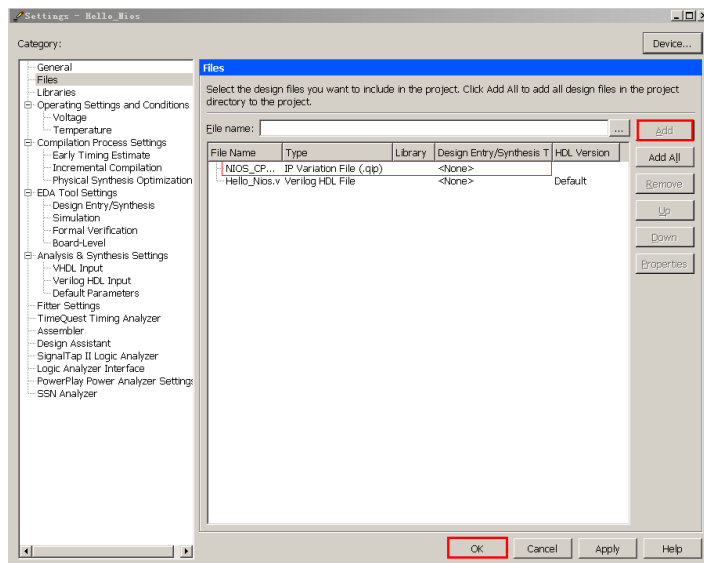 Settings - Hello_Nios
Category:
Device...
General
Files
Libraries
Operating Settings and Conditions
Voltage
Temperature
Compilation Process Settings
Early Timing Estimate
Incremental Compilation
Physical Synthesis Optimization
EDA Tool Settings
Design Entry/Synthesis
Simulation
Formal Verification
Board-Level
Analysis & Synthesis Settings
VHDL Input
Verilog HDL Input
Default Parameters
Fitter Settings
TimeQuest Timing Analyzer
Assembler
Design Assistant
SignalTap II Logic Analyzer
Logic Analyzer Interface
PowerPlay Power Analyzer Settings
SSN Analyzer
Files
Select the design files you want to include in the project. Click Add All to add all design files in the project
directory to the project.
File name: ... Add
File Name Type Library Design Entry/Synthesis T HDL Version
NIOS_CP... IP Variation File (.qip) <None>
Hello_Nios.v Verilog HDL File <None> Default
Add All
Remove
Up
Down
Properties
OK Cancel Apply Help